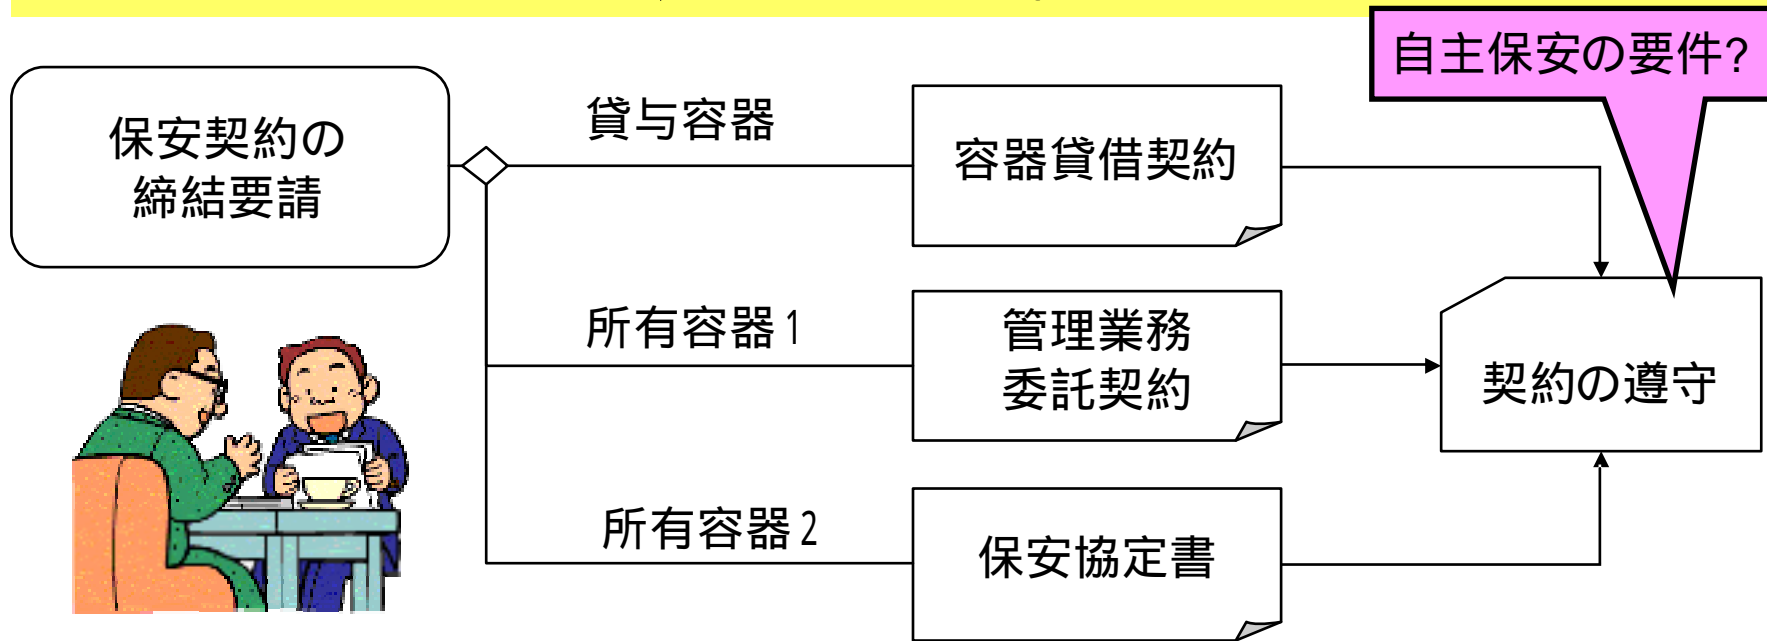 自主保安の要件?
保安契約の
締結要請
貸与容器
容器貸借契約
所有容器1
管理業務
委託契約
契約の遵守
所有容器2
保安協定書